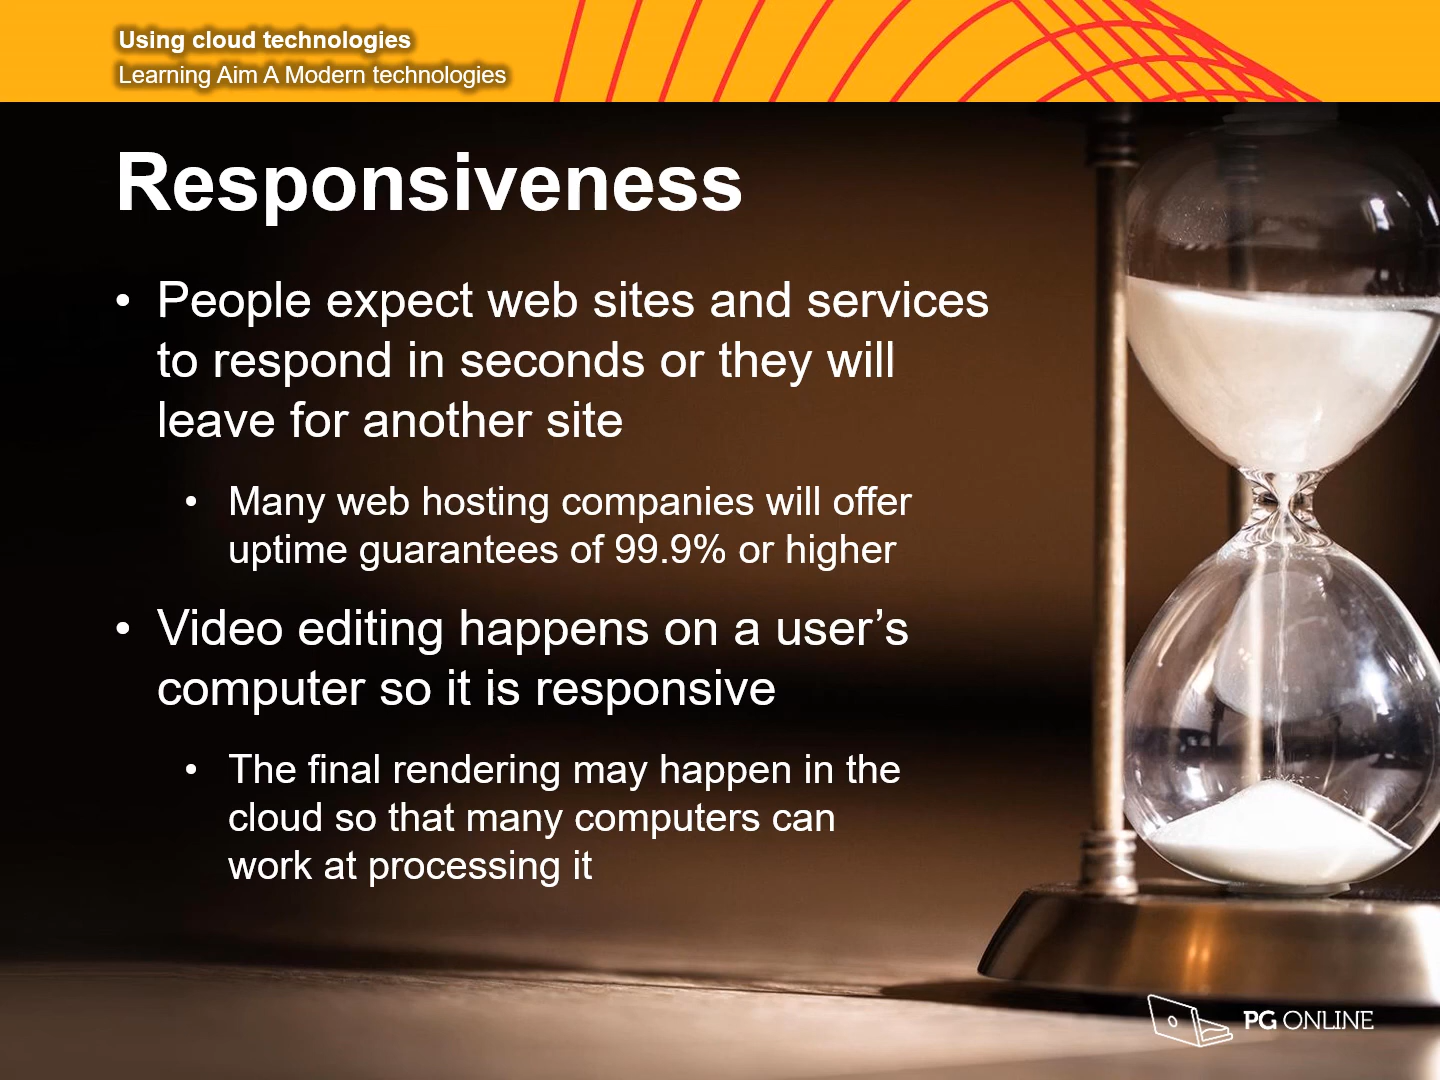 Using cloud technologies
Learning Aim A Modern technologies
Responsiveness
• People expect web sites and services
to respond in seconds or they will
leave for another site
• Many web hosting companies will offer
uptime guarantees of 99.9% or higher
• Video editing happens on a user’s
computer so it is responsive
• The final rendering may happen in the
cloud so that many computers can
work at processing it
PG ONLINE